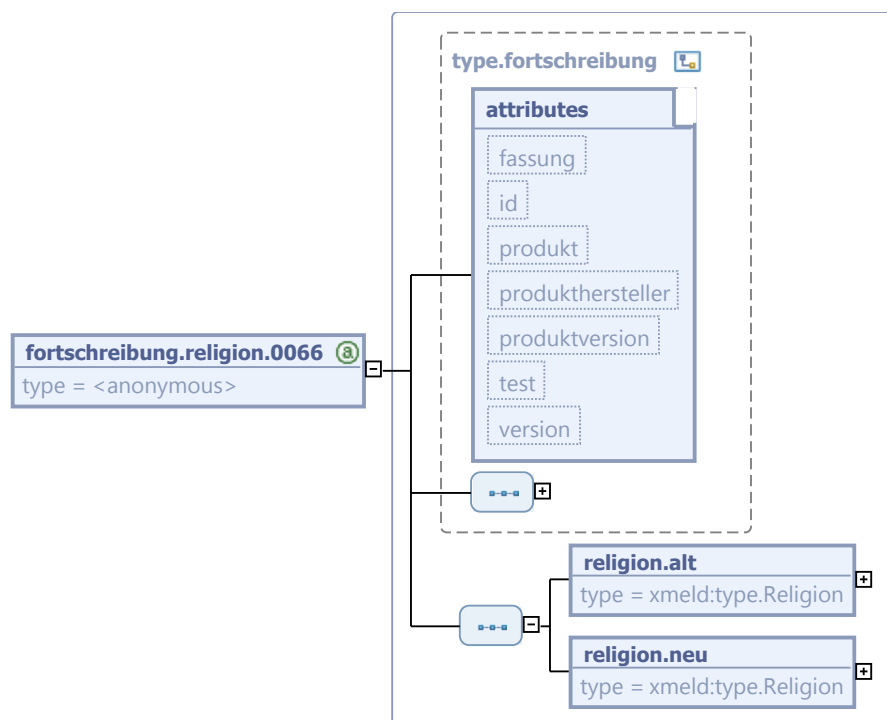 type.fortschreibung
attributes
fassung
id
produkt
produkthersteller
produktversion
test
version
fortschreibung.religion.0066 a
type = <anonymous>
religion.alt
type = xmeld:type.Religion
religion.neu
type = xmeld:type.Religion